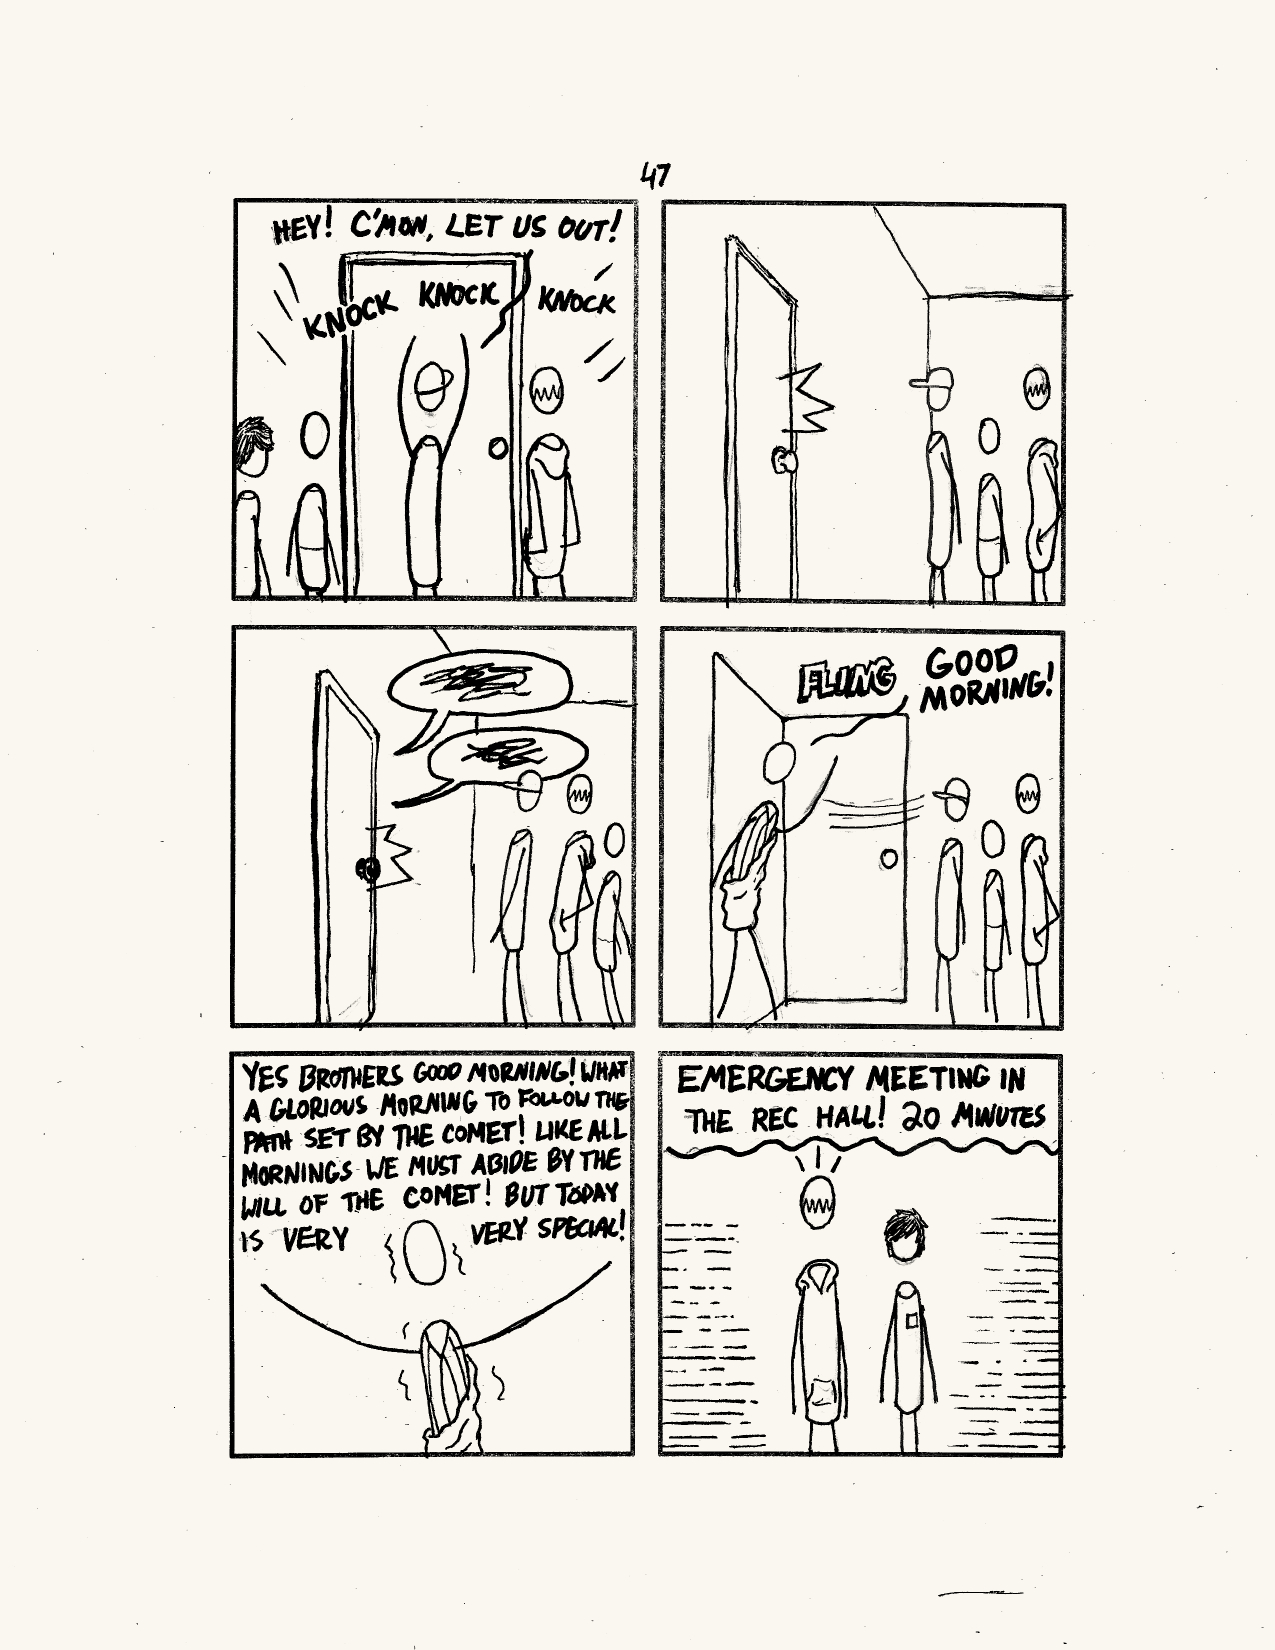 47
HEY! C'MON, LET US OUT!
KNOCK KNOCK KNOCK
FLING
GOOD
MORNING!
YES BROTHERS GOOD MORNING! WHAT
A GLORIOUS MORNING TO FOLLOW THE
PATH SET BY THE COMET! LIKE ALL
MORNINGS WE MUST ABIDE BY THE
WILL OF THE COMET! BUT TODAY
IS VERY VERY SPECIAL!
EMERGENCY MEETING IN
THE REC HALL! 20 MINUTES